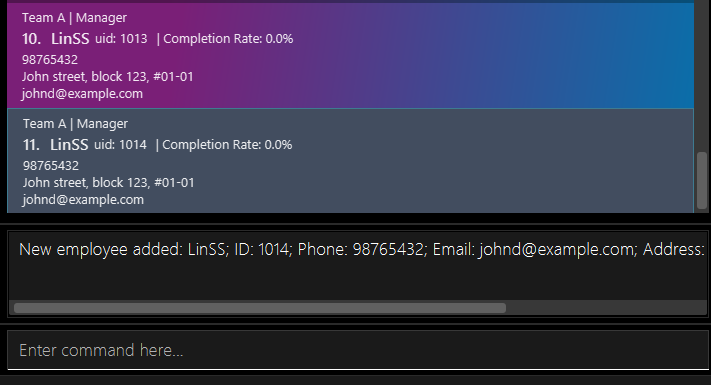 Team A | Manager
10. LinSS uid: 1013 | Completion Rate: 0.0%
98765432
John street, block 123, #01-01
johnd@example.com
Team A | Manager
11. LinSS uid: 1014 | Completion Rate: 0.0%
98765432
John street, block 123, #01-01
johnd@example.com
New employee added: LinSS; ID: 1014; Phone: 98765432; Email: johnd@example.com; Address:
Enter command here...